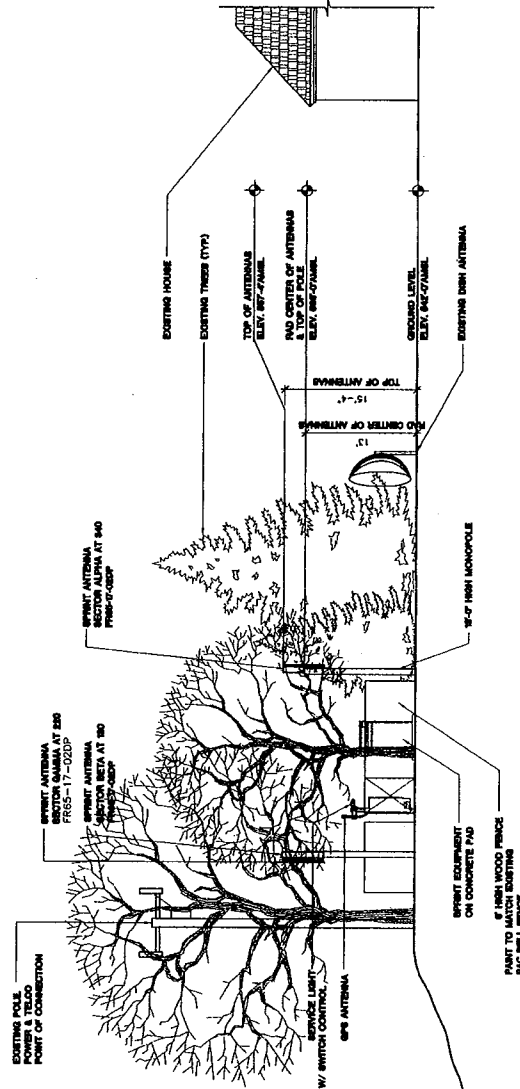 EXISTING POLE
POWER & TELCO
POINT OF CONNECTION
SPRINT ANTENNA
SECTOR GAMMA AT 220
FR65-17-02DP
SPRINT ANTENNA
SECTOR BETA AT
SPRINT ANTENNA
SECTOR ALPHA AT 340
EXISTING HOUSE
EXISTING TREES (TYP.)
TOP OF ANTENNAS
RAD CENTER OF ANTENNAS
& TOP OF POLE
GROUND LEVEL
EXISTING DISH ANTENNA
15'-4"
TOP OF ANTENNAS
13'
RAD CENTER OF ANTENNAS
SERVICE LIGHT
W/ SWITCH CONTROL
GPS ANTENNA
HIGH MONOPOLE
SPRINT EQUIPMENT
ON CONCRETE PAD
HIGH WOOD FENCE
PAINT TO MATCH EXISTING